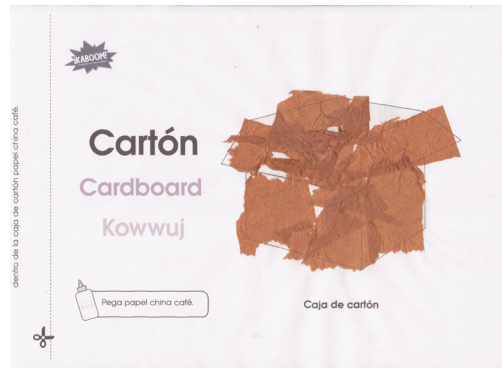 dentro de la caja de cartón papel china café.
¡KABOOM!
Cartón
Cardboard
Kowwuj
Pega papel china café.
Caja de cartón